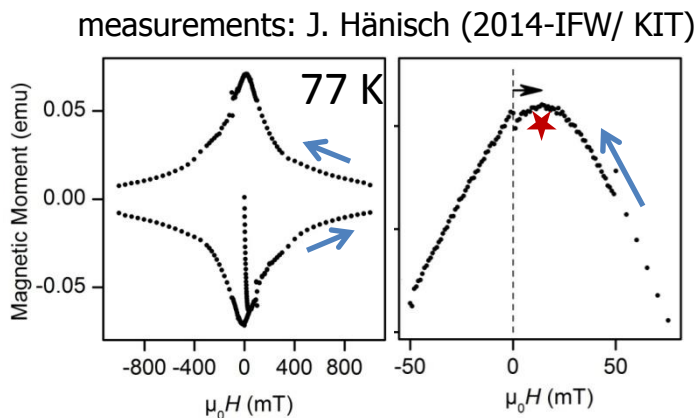 measurements: J. Hänisch (2014-IFW/ KIT)
77 K
Magnetic Moment (emu)
0.05
0.00
-0.05
-800 -400 0 400 800
μ₀H (mT)
-50 0 50
μ₀H (mT)